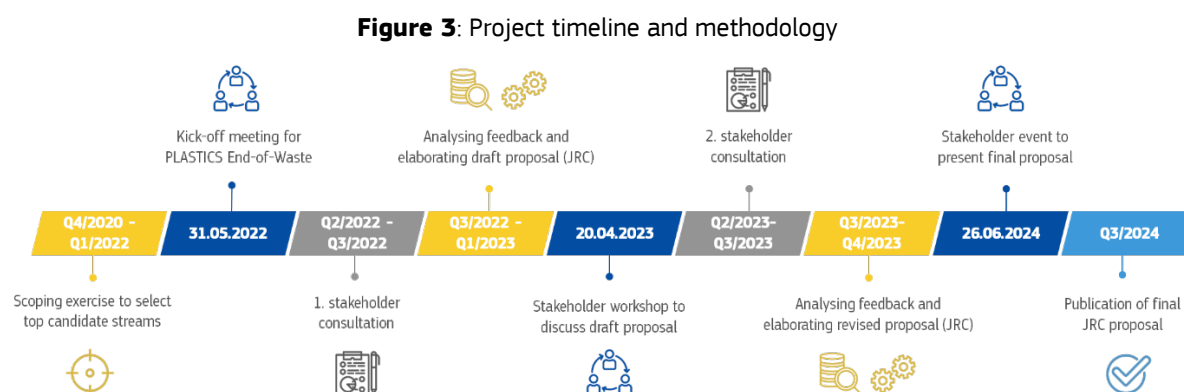 Figure 3: Project timeline and methodology
Kick-off meeting for
PLASTICS End-of-Waste
Analysing feedback and
elaborating draft proposal (JRC)
2. stakeholder
consultation
Stakeholder event to
present final proposal
Q4/2020 -
Q1/2022
31.05.2022
Q2/2022 -
Q3/2022
Q3/2022 -
Q1/2023
20.04.2023
Q2/2023-
Q3/2023
Q3/2023-
Q4/2023
26.06.2024
Q3/2024
Scoping exercise to select
top candidate streams
1. stakeholder
consultation
Stakeholder workshop to
discuss draft proposal
Analysing feedback and
elaborating revised proposal (JRC)
Publication of final
JRC proposal